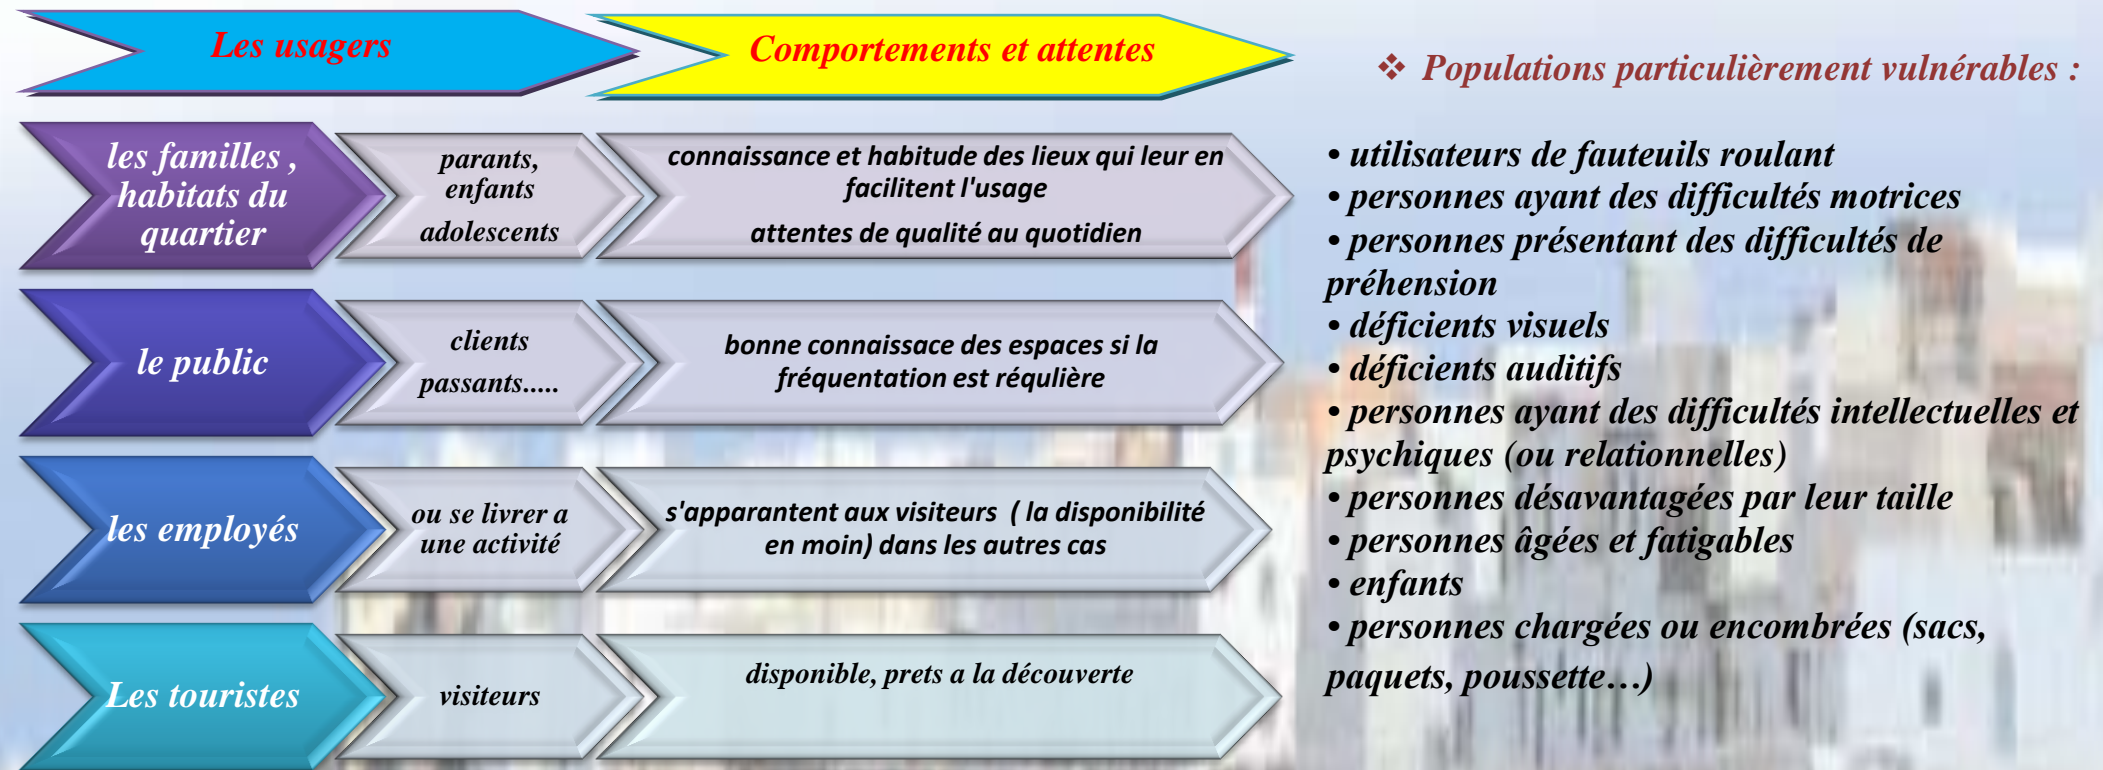 Les usagers
Comportements et attentes
les familles ,
habitats du
quartier
parants,
enfants
adolescents
connaissance et habitude des lieux qui leur en
facilitent l'usage
attentes de qualité au quotidien
le public
clients
passants.....
bonne connaissace des espaces si la
fréquentation est réqulière
les employés
ou se livrer a
une activité
s'apparantent aux visiteurs ( la disponibilité
en moin) dans les autres cas
Les touristes
visiteurs
disponible, prets a la découverte
❖ Populations particulièrement vulnérables :
• utilisateurs de fauteuils roulant
• personnes ayant des difficultés motrices
• personnes présentant des difficultés de
préhension
• déficients visuels
• déficients auditifs
• personnes ayant des difficultés intellectuelles et
psychiques (ou relationnelles)
• personnes désavantagées par leur taille
• personnes âgées et fatigables
• enfants
• personnes chargées ou encombrées (sacs,
paquets, poussette…)